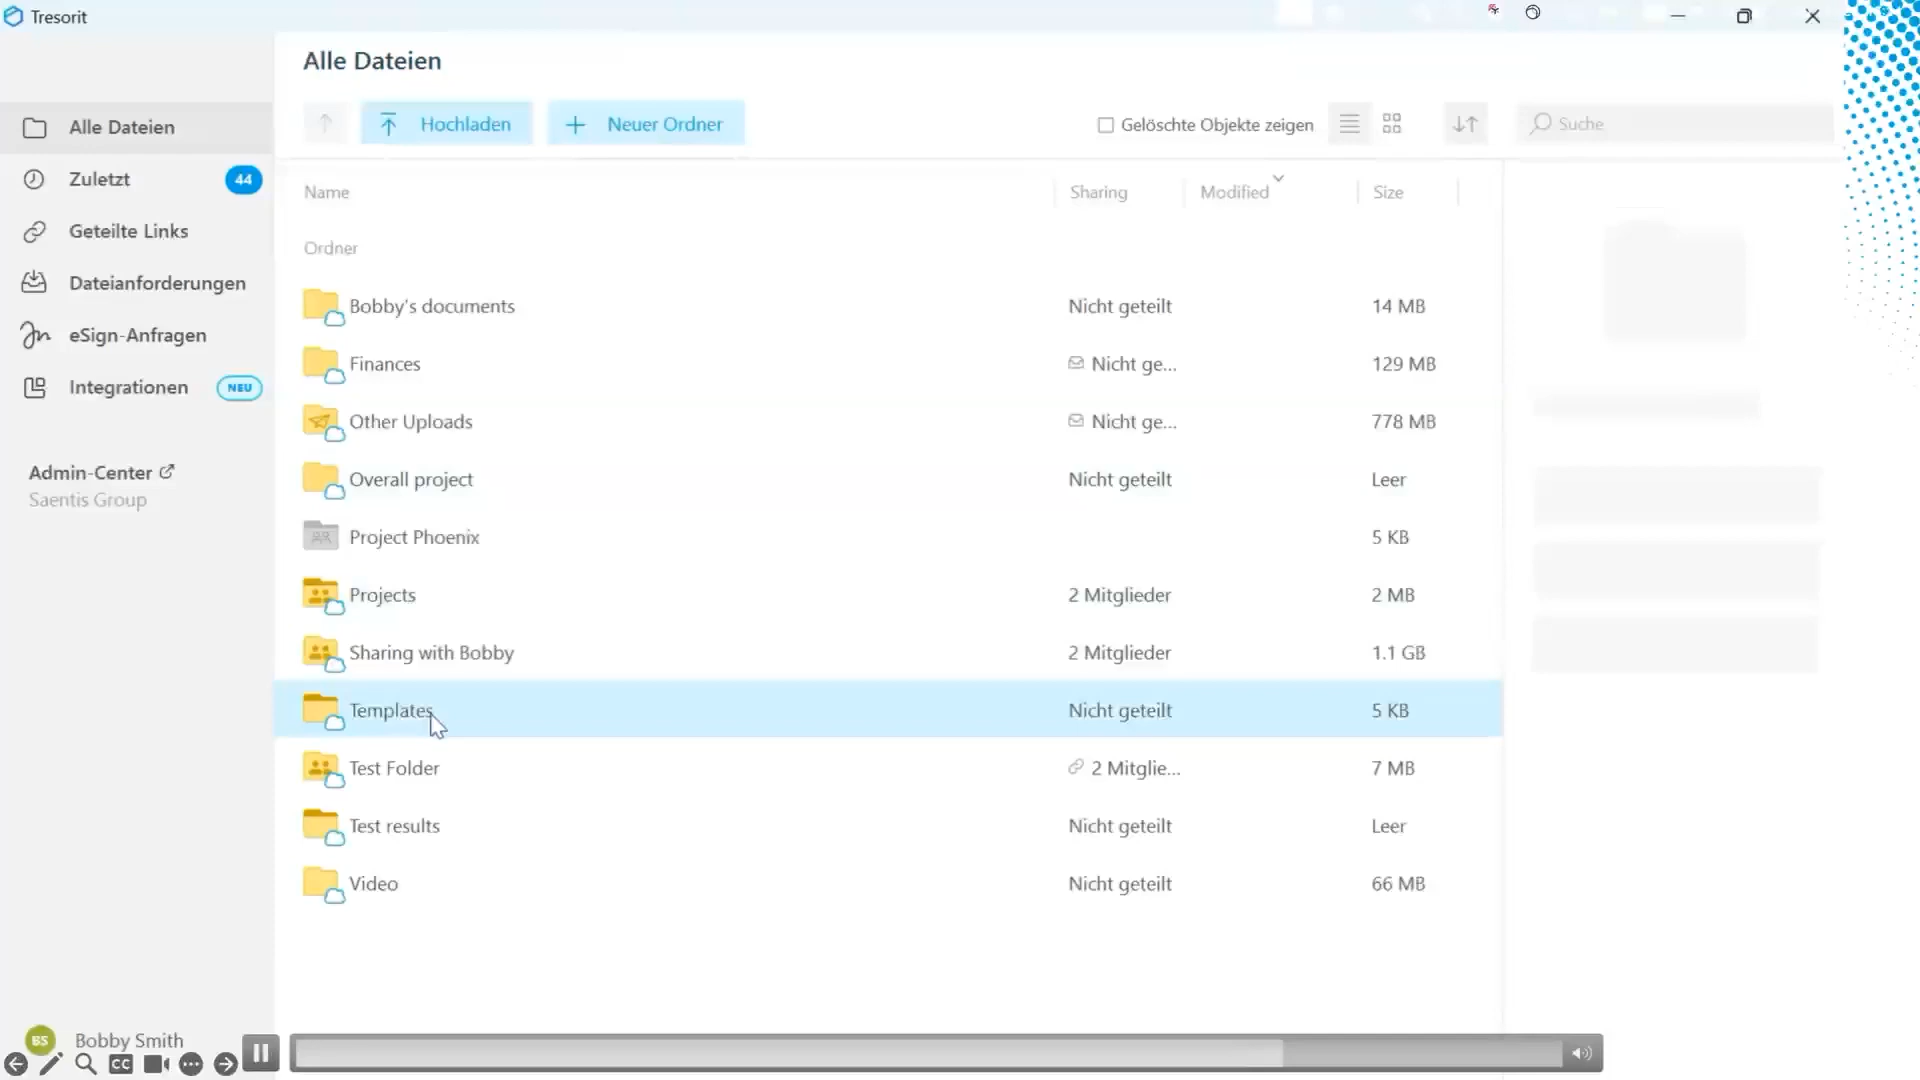 Tresorit
Alle Dateien
Hochladen
Neuer Ordner
Gelöschte Objekte zeigen
Suche
Alle Dateien
Zuletzt 44
Geteilte Links
Dateianforderungen
eSign-Anfragen
Integrationen NEU
Admin-Center
Saentis Group
Name Sharing Modified Size
Ordner
Bobby's documents Nicht geteilt 14 MB
Finances Nicht ge... 129 MB
Other Uploads Nicht ge... 778 MB
Overall project Nicht geteilt Leer
Project Phoenix 5 KB
Projects 2 Mitglieder 2 MB
Sharing with Bobby 2 Mitglieder 1.1 GB
Templates Nicht geteilt 5 KB
Test Folder 2 Mitglie... 7 MB
Test results Nicht geteilt Leer
Video Nicht geteilt 66 MB
BS Bobby Smith
CC